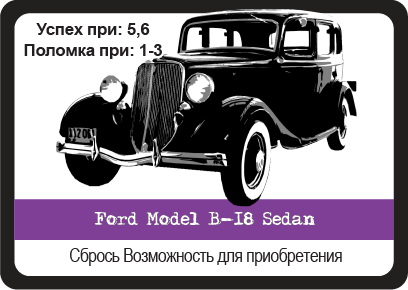 Успех при: 5,6
Поломка при: 1-3
Ford Model B-18 Sedan
Сбрось Возможность для приобретения